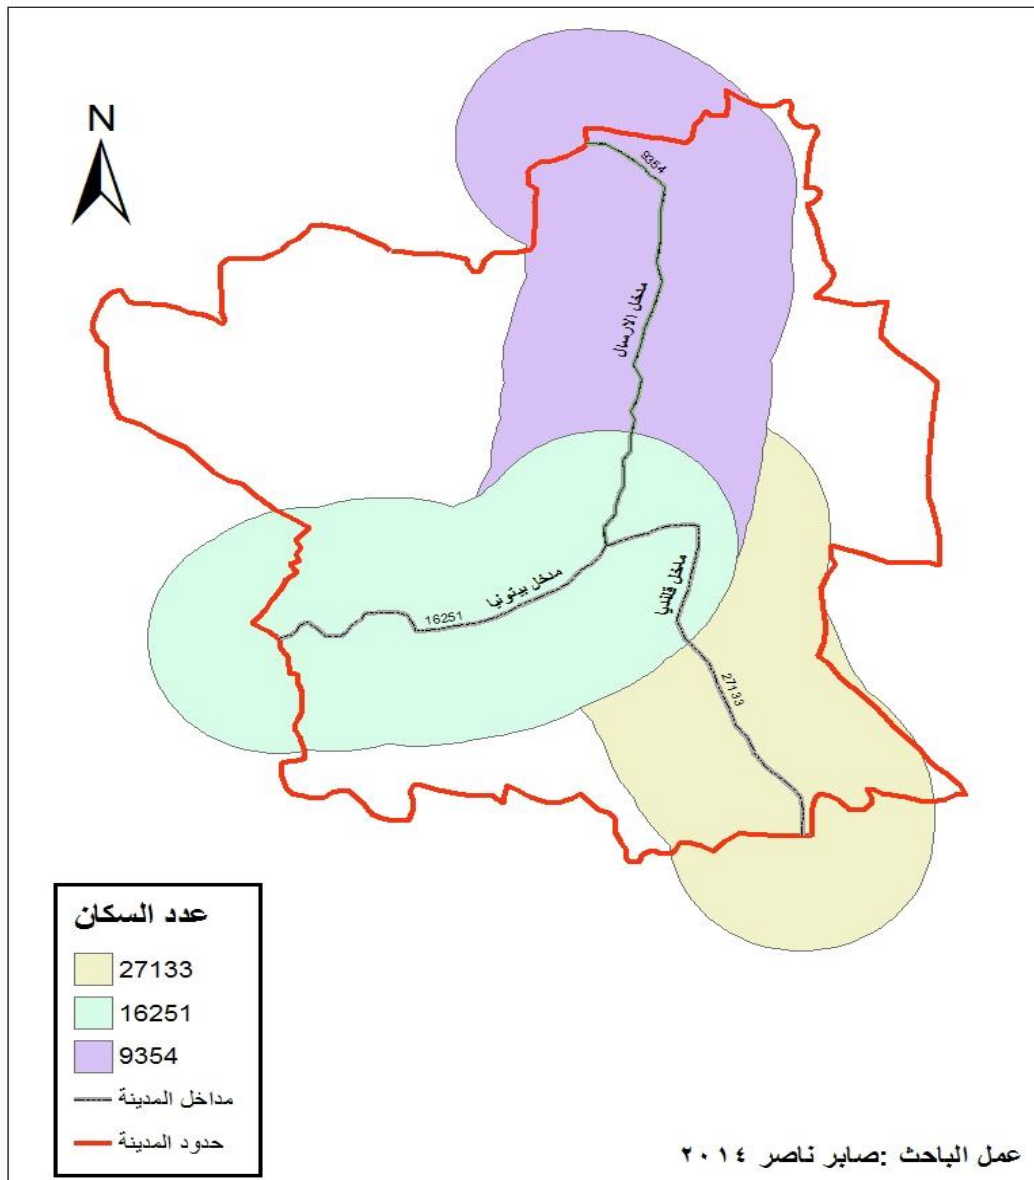 N
9354
مدخل الارسال
مدخل بيتونيا
16251
مدخل قلنديا
27133
عدد السكان
27133
16251
9354
مداخل المدينة
حدود المدينة
عمل الباحث :صابر ناصر ٢٠١٤